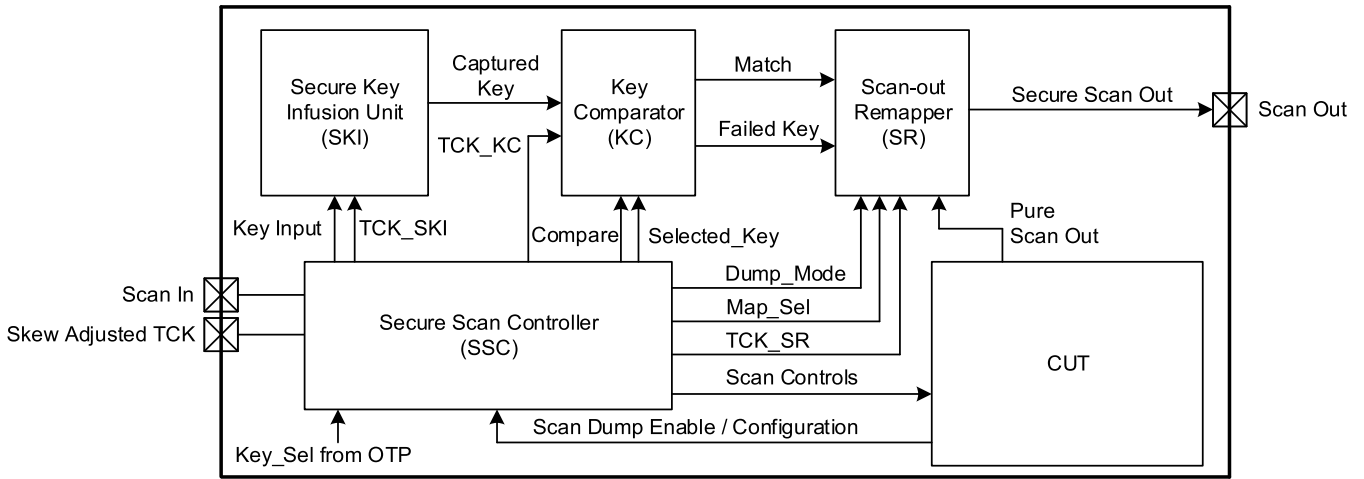 Secure Key
Infusion Unit
(SKI)
Captured
Key
Key
Comparator
(KC)
Match
Failed Key
Scan-out
Remapper
(SR)
Secure Scan Out
Scan Out
TCK_KC
Key Input
TCK_SKI
Compare
Selected_Key
Pure
Scan Out
Scan In
Skew Adjusted TCK
Secure Scan Controller
(SSC)
Dump_Mode
Map_Sel
TCK_SR
Scan Controls
CUT
Scan Dump Enable / Configuration
Key_Sel from OTP